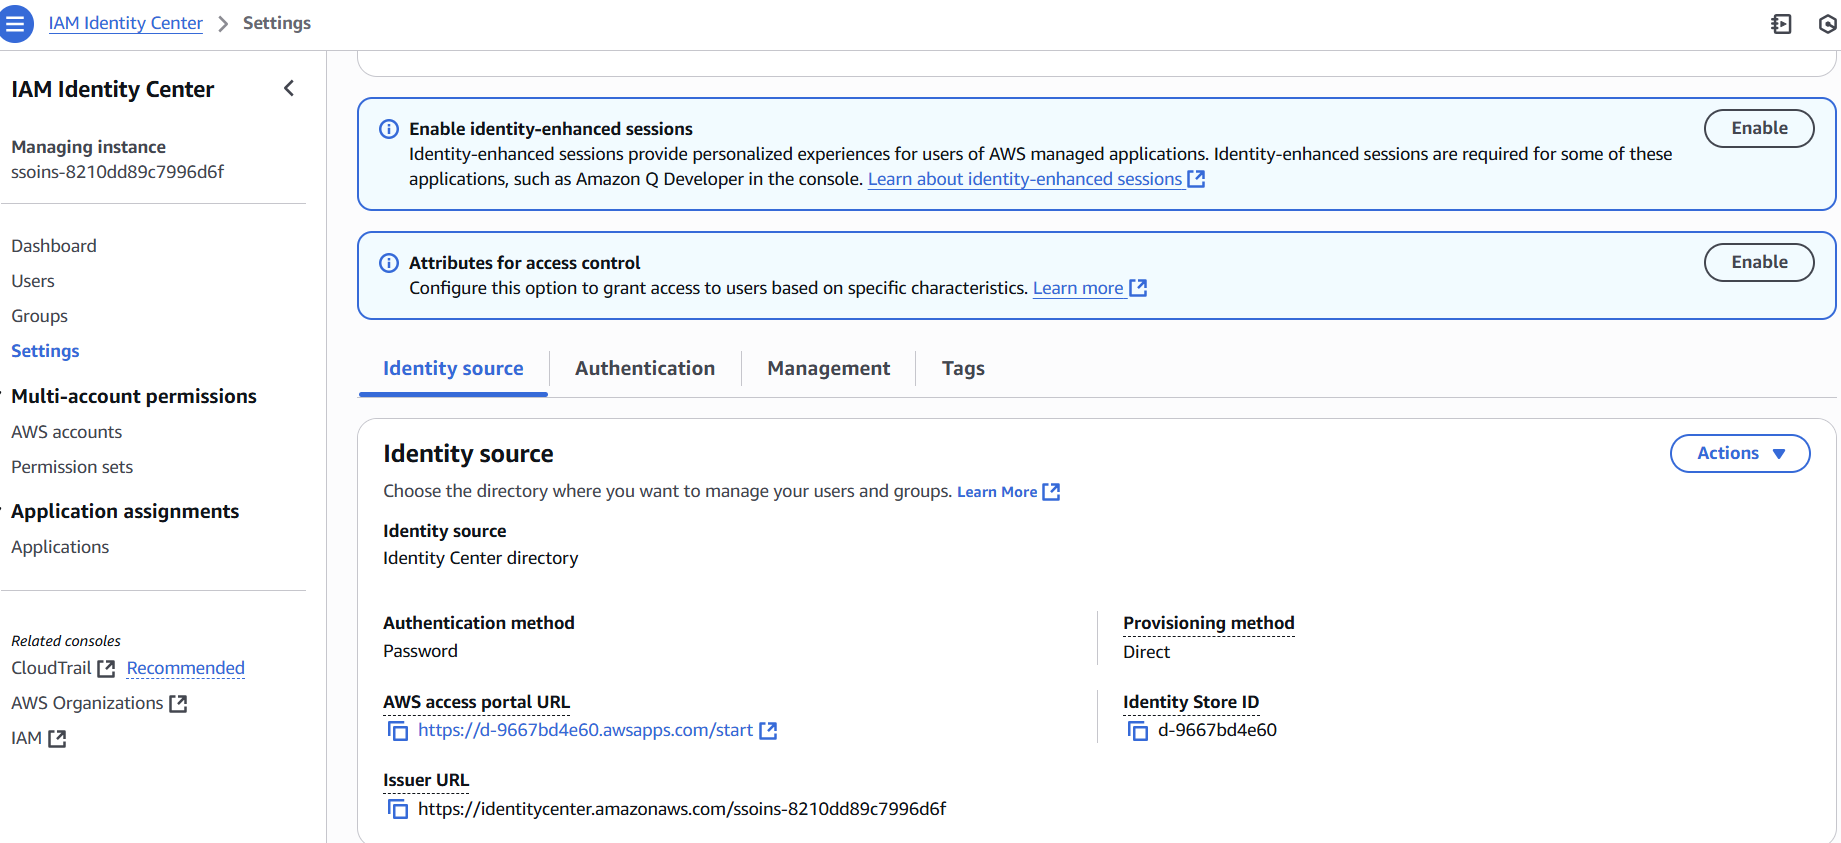 IAM Identity Center > Settings
IAM Identity Center
Managing instance
ssoins-8210dd89c7996d6f
Dashboard
Users
Groups
Settings
Multi-account permissions
AWS accounts
Permission sets
Application assignments
Applications
Related consoles
CloudTrail Recommended
AWS Organizations
IAM
Enable identity-enhanced sessions
Enable
Identity-enhanced sessions provide personalized experiences for users of AWS managed applications. Identity-enhanced sessions are required for some of these
applications, such as Amazon Q Developer in the console. Learn about identity-enhanced sessions
Attributes for access control
Enable
Configure this option to grant access to users based on specific characteristics. Learn more
Identity source
Authentication
Management
Tags
Identity source
Actions
Choose the directory where you want to manage your users and groups. Learn More
Identity source
Identity Center directory
Authentication method
Password
Provisioning method
Direct
AWS access portal URL
https://d-9667bd4e60.awsapps.com/start
Identity Store ID
d-9667bd4e60
Issuer URL
https://identitycenter.amazonaws.com/ssoins-8210dd89c7996d6f